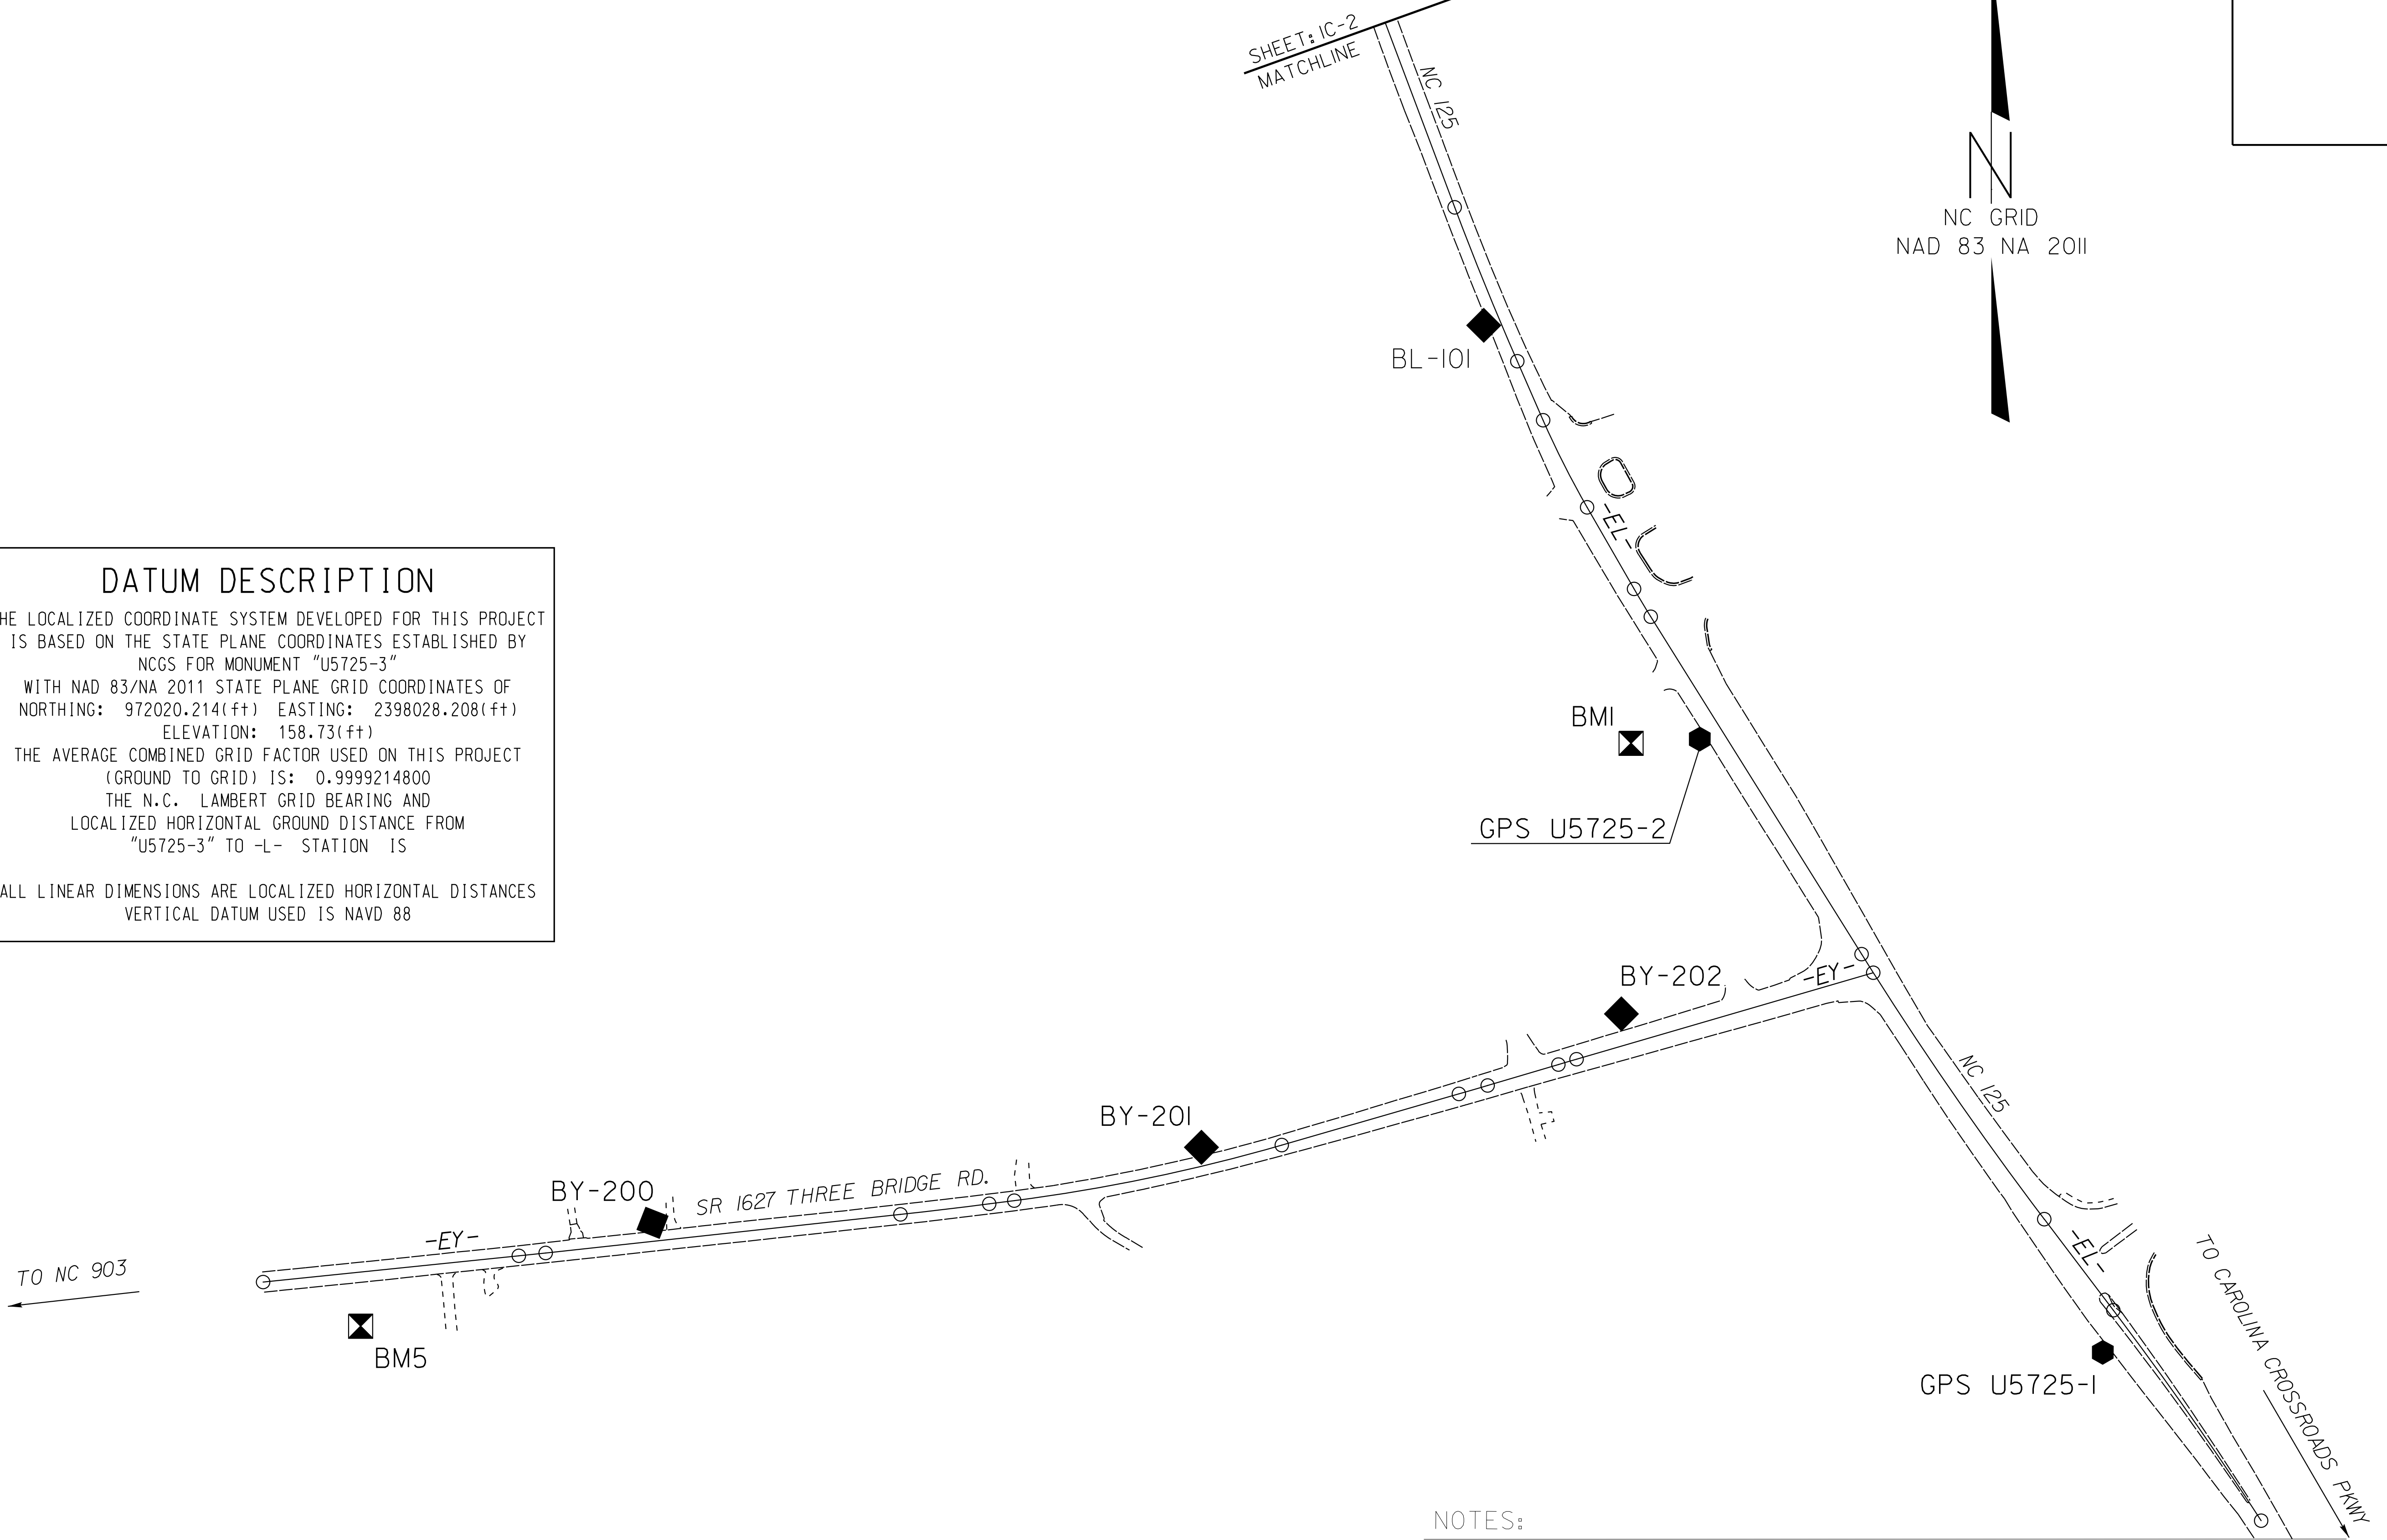 SHEET: 1C-2
MATCHLINE
NC 125
N
NC GRID
NAD 83 NA 2011
BL-101
-EL-
DATUM DESCRIPTION
HE LOCALIZED COORDINATE SYSTEM DEVELOPED FOR THIS PROJECT
IS BASED ON THE STATE PLANE COORDINATES ESTABLISHED BY
NCGS FOR MONUMENT "U5725-3"
WITH NAD 83/NA 2011 STATE PLANE GRID COORDINATES OF
NORTHING: 972020.214(ft) EASTING: 2398028.208(ft)
ELEVATION: 158.73(ft)
THE AVERAGE COMBINED GRID FACTOR USED ON THIS PROJECT
(GROUND TO GRID) IS: 0.9999214800
THE N.C. LAMBERT GRID BEARING AND
LOCALIZED HORIZONTAL GROUND DISTANCE FROM
"U5725-3" TO -L- STATION IS
ALL LINEAR DIMENSIONS ARE LOCALIZED HORIZONTAL DISTANCES
VERTICAL DATUM USED IS NAVD 88
BM1
GPS U5725-2
BY-202
-EY-
NC 125
BY-201
BY-200
SR 1627 THREE BRIDGE RD.
-EY-
TO NC 903
BM5
-EL-
TO CAROLINA CROSSROADS PKWY
GPS U5725-1
NOTES: